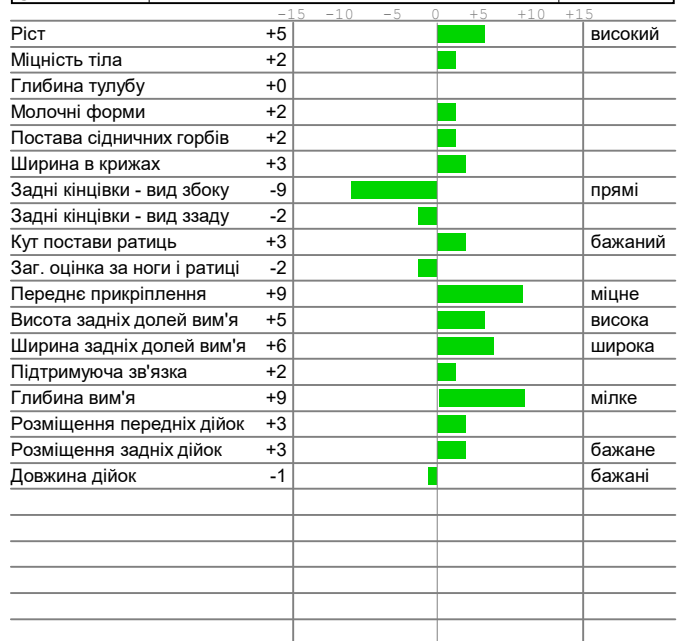 -15 -10 -5 0 +5 +10 +15
Ріст +5 високий
Міцність тіла +2
Глибина тулубу +0
Молочні форми +2
Постава сідничних горбів +2
Ширина в крижах +3
Задні кінцівки - вид збоку -9 прямі
Задні кінцівки - вид ззаду -2
Кут постави ратиць +3 бажаний
Заг. оцінка за ноги і ратиці -2
Переднє прикріплення +9 міцне
Висота задніх долей вим'я +5 висока
Ширина задніх долей вим'я +6 широка
Підтримуюча зв'язка +2
Глибина вим'я +9 мілке
Розміщення передніх дійок +3
Розміщення задніх дійок +3 бажане
Довжина дійок -1 бажані